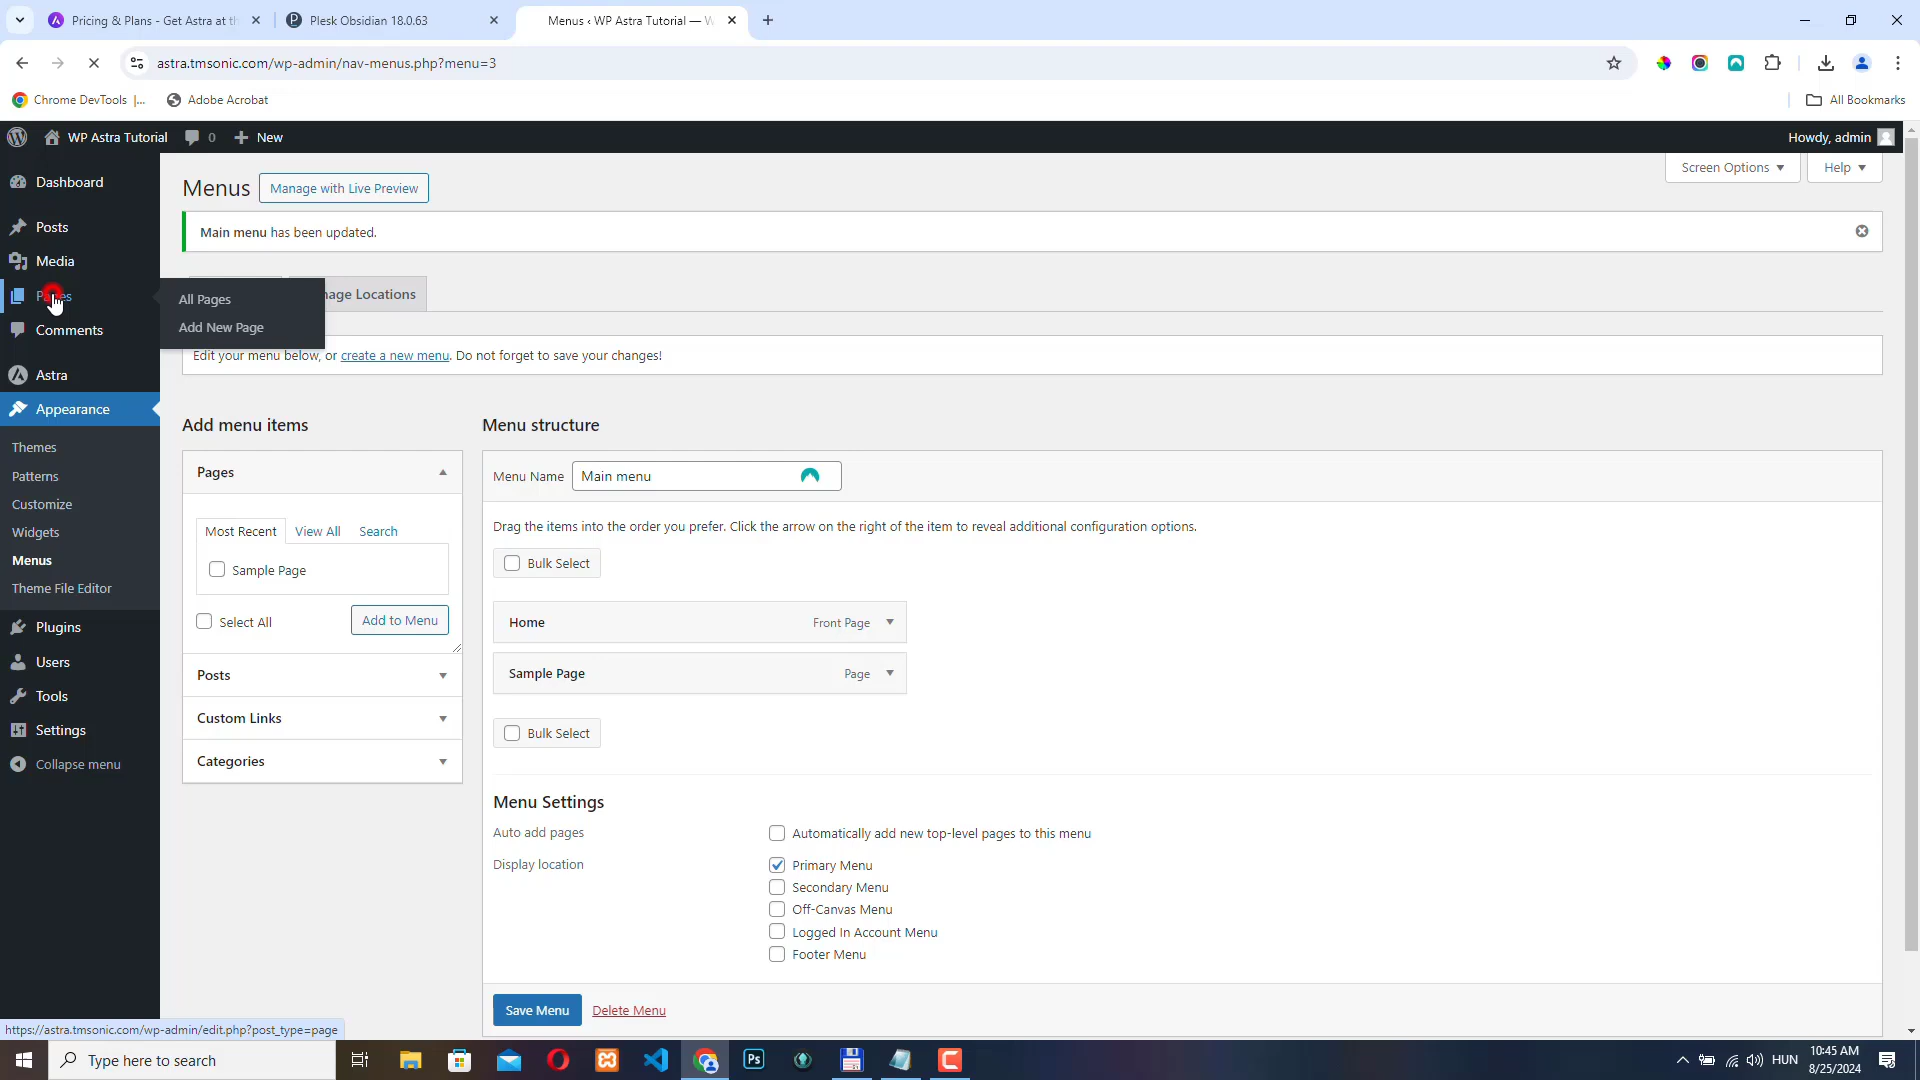 Pricing & Plans - Get Astra at th
Plesk Obsidian 18.0.63
Menus ‹ WP Astra Tutorial — W
astra.tmsonic.com/wp-admin/nav-menus.php?menu=3
Chrome DevTools |...
Adobe Acrobat
All Bookmarks
WP Astra Tutorial
0
New
Howdy, admin
Dashboard
Posts
Media
Pages
Comments
Astra
Appearance
Themes
Patterns
Customize
Widgets
Menus
Theme File Editor
Plugins
Users
Tools
Settings
Collapse menu
All Pages
Add New Page
Screen Options
Help
Menus
Manage with Live Preview
Main menu has been updated.
nage Locations
Edit your menu below, or create a new menu. Do not forget to save your changes!
Add menu items
Pages
Most Recent
View All
Search
Sample Page
Select All
Add to Menu
Posts
Custom Links
Categories
Menu structure
Menu Name
Main menu
Drag the items into the order you prefer. Click the arrow on the right of the item to reveal additional configuration options.
Bulk Select
Home
Front Page
Sample Page
Page
Bulk Select
Menu Settings
Auto add pages
Automatically add new top-level pages to this menu
Display location
Primary Menu
Secondary Menu
Off-Canvas Menu
Logged In Account Menu
Footer Menu
Save Menu
Delete Menu
https://astra.tmsonic.com/wp-admin/edit.php?post_type=page
Type here to search
Ps
HUN
10:45 AM
8/25/2024